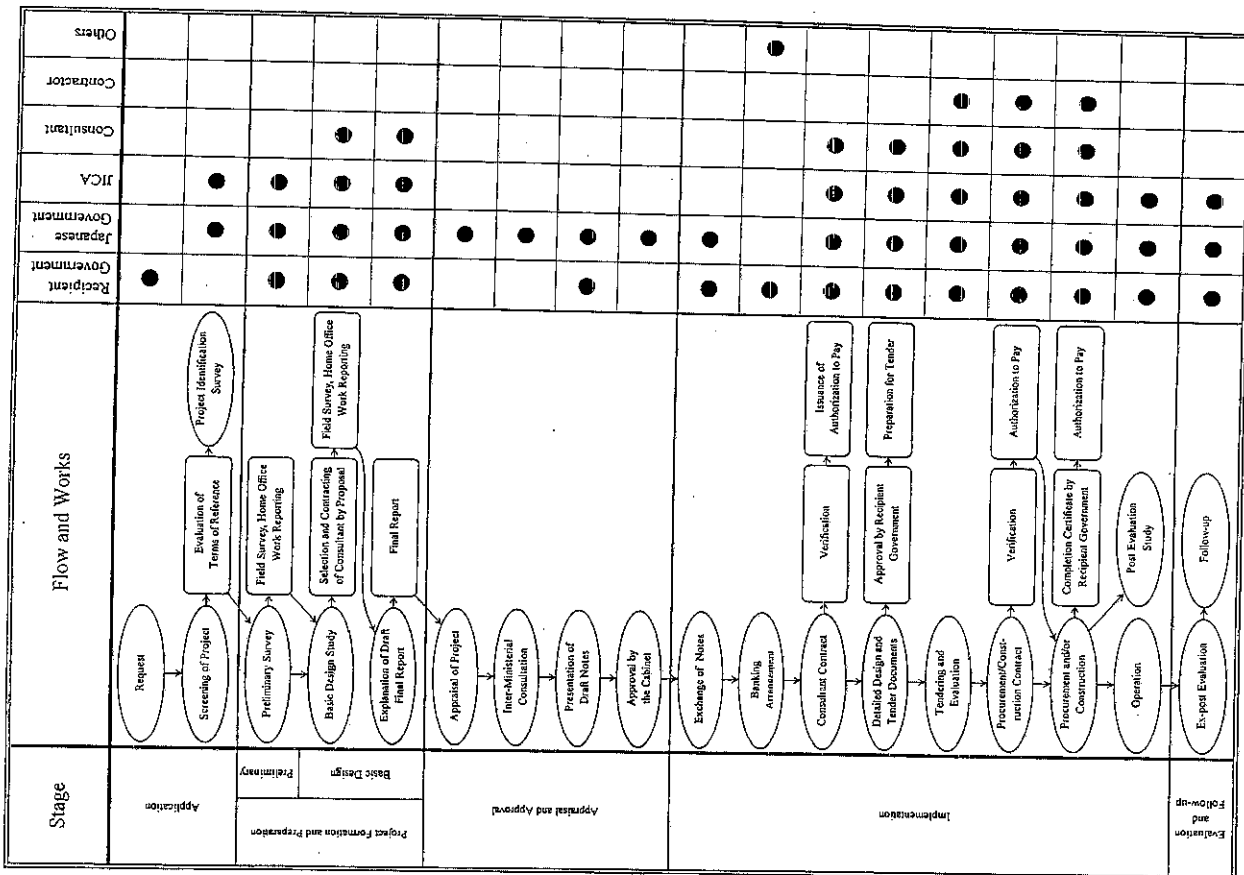 Stage
Flow and Works
Recipient
Government
Japanese
Government
JICA
Consultant
Contractor
Others
Application
Request
Screening of Project
Evaluation of
Terms of Reference
Project Identification
Survey
Project Formation and Preparation
Preliminary
Preliminary Survey
Field Survey, Home Office
Work Reporting
Basic Design
Basic Design Study
Selection and Contracting
of Consultant by Proposal
Field Survey, Home Office
Work Reporting
Explanation of Draft
Final Report
Final Report
Appraisal and Approval
Appraisal of Project
Inter-Ministerial
Consultation
Presentation of
Draft Notes
Approval by
the Cabinet
Implementation
Exchange of Notes
Banking
Arrangement
Consultant Contract
Verification
Issuance of
Authorization to Pay
Detailed Design and
Tender Documents
Approval by Recipient
Government
Preparation for Tender
Tendering and
Evaluation
Procurement/Const-
ruction Contract
Verification
Authorization to Pay
Procurement and/or
Construction
Completion Certificate by
Recipient Government
Authorization to Pay
Operation
Post Evaluation
Study
Evaluation and
Follow-up
Ex-post Evaluation
Follow-up